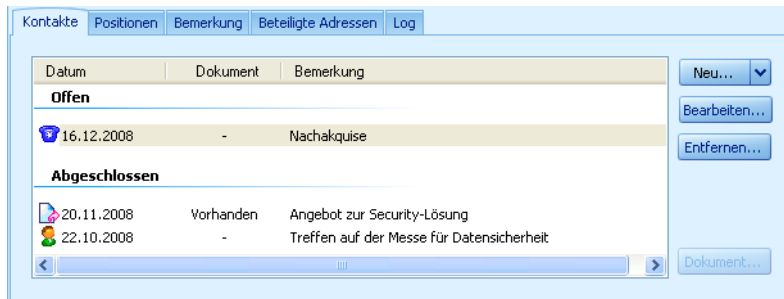 Kontakte Positionen Bemerkung Beteiligte Adressen Log
Datum Dokument Bemerkung Neu...
Offen
Bearbeiten...
16.12.2008 - Nachakquise
Entfernen...
Abgeschlossen
20.11.2008 Vorhanden Angebot zur Security-Lösung
22.10.2008 - Treffen auf der Messe für Datensicherheit
Dokument...